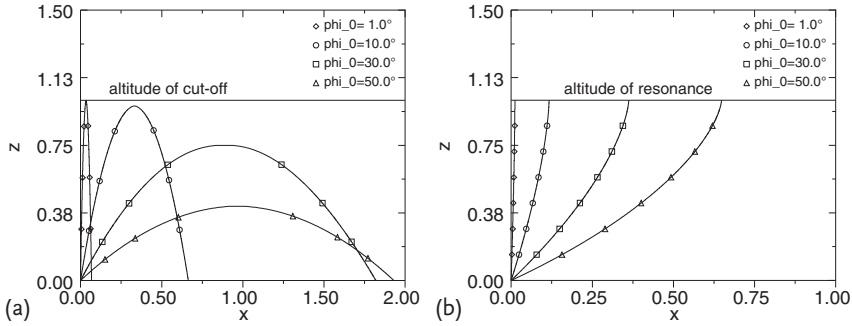 1.50
1.13
0.75
0.38
0.00
z
phi_0= 1.0°
phi_0=10.0°
phi_0=30.0°
phi_0=50.0°
altitude of cut-off
0.00 0.50 1.00 1.50 2.00
x
(a)
1.50
1.13
0.75
0.38
0.00
z
phi_0= 1.0°
phi_0=10.0°
phi_0=30.0°
phi_0=50.0°
altitude of resonance
0.00 0.25 0.50 0.75 1.00
x
(b)